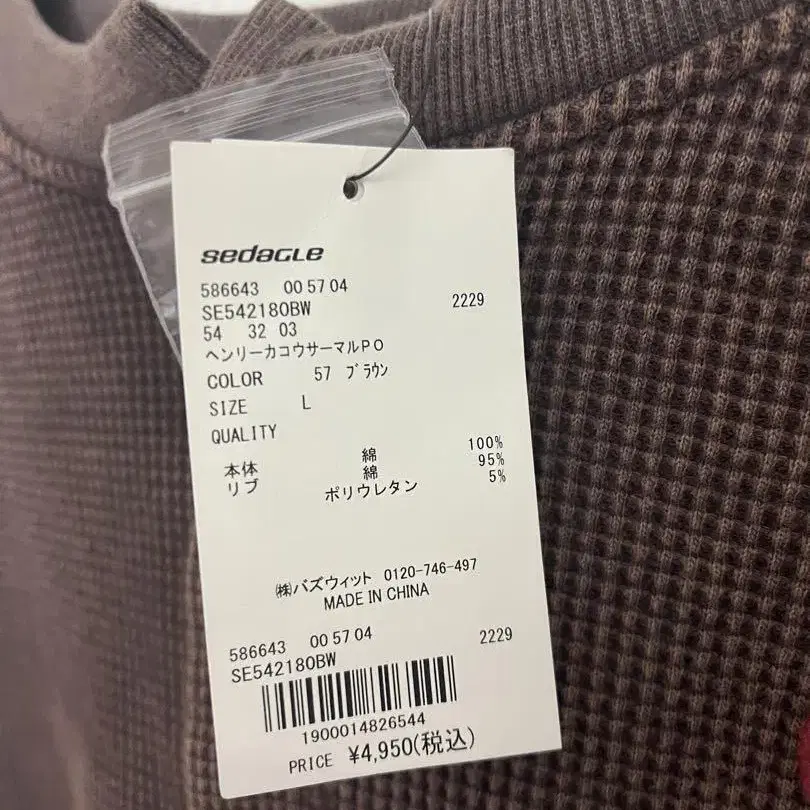 sedaGLe
586643 00 57 04
SE542180BW 2229
54 32 03
ヘンリーカコウサーマルPO
COLOR 57 ブラウン
SIZE L
QUALITY
本体 綿 100%
リブ 綿 95%
ポリウレタン 5%
㈱バズウィット 0120-746-497
MADE IN CHINA
586643 00 57 04
SE542180BW 2229
1900014826544
PRICE ¥4,950(税込)